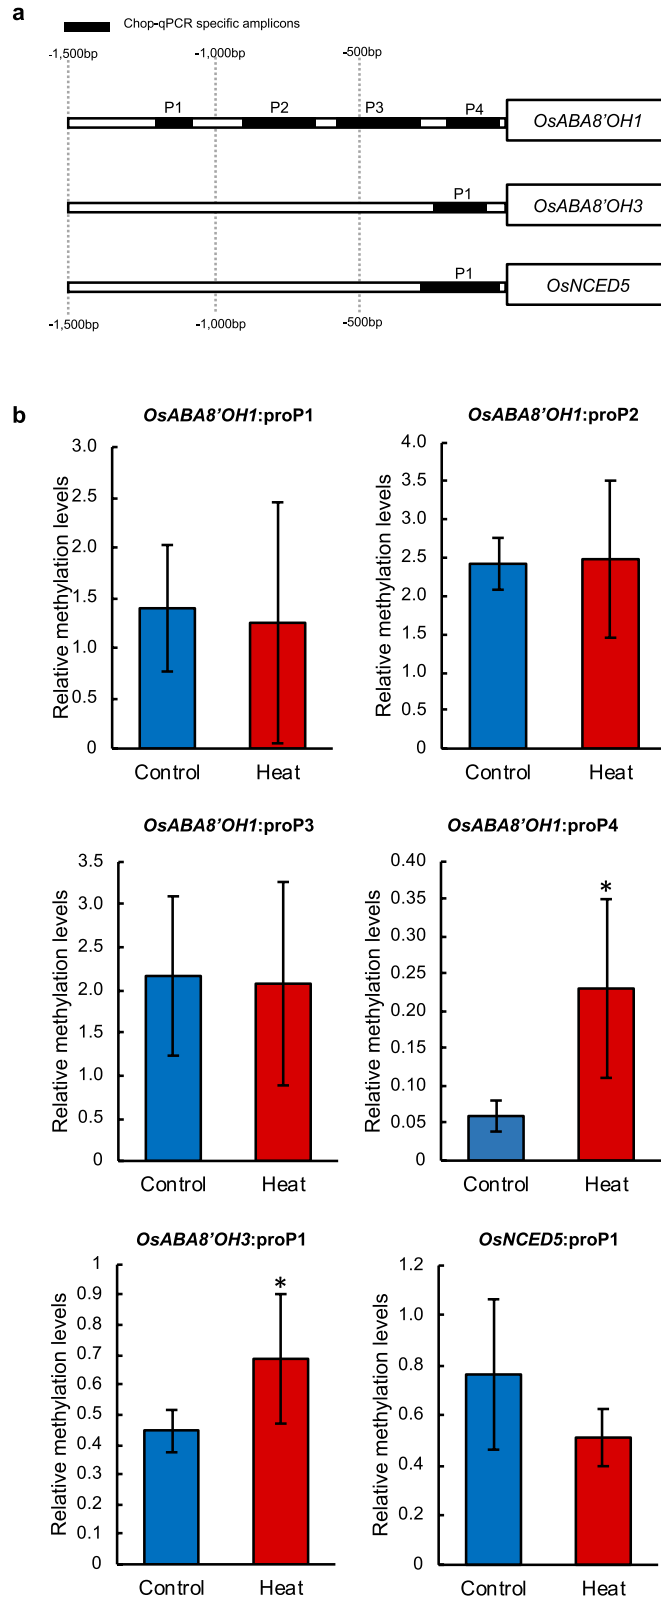 a
Chop-qPCR specific amplicons
-1,500bp -1,000bp -500bp
P1 P2 P3 P4
OsABA8'OH1
P1
OsABA8'OH3
P1
OsNCED5
-1,500bp -1,000bp -500bp
b
OsABA8'OH1:proP1
Relative methylation levels
3.0
2.5
2.0
1.5
1.0
0.5
0
Control Heat
OsABA8'OH1:proP2
Relative methylation levels
4.0
3.5
3.0
2.5
2.0
1.5
1.0
0.5
0
Control Heat
OsABA8'OH1:proP3
Relative methylation levels
3.5
3.0
2.5
2.0
1.5
1.0
0.5
0
Control Heat
OsABA8'OH1:proP4
Relative methylation levels
0.40
0.35
0.30
0.25
0.20
0.15
0.10
0.05
0
*
Control Heat
OsABA8'OH3:proP1
Relative methylation levels
1
0.9
0.8
0.7
0.6
0.5
0.4
0.3
0.2
0.1
0
*
Control Heat
OsNCED5:proP1
Relative methylation levels
1.2
1.0
0.8
0.6
0.4
0.2
0
Control Heat